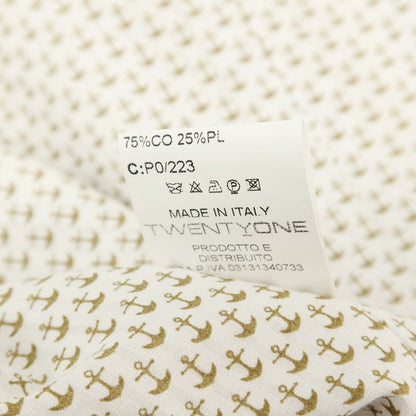 75%CO 25%PL
C:P0/223
MADE IN ITALY
TWENTYONE
PRODOTTO E
DISTRIBUITO
P.IVA 03131340733